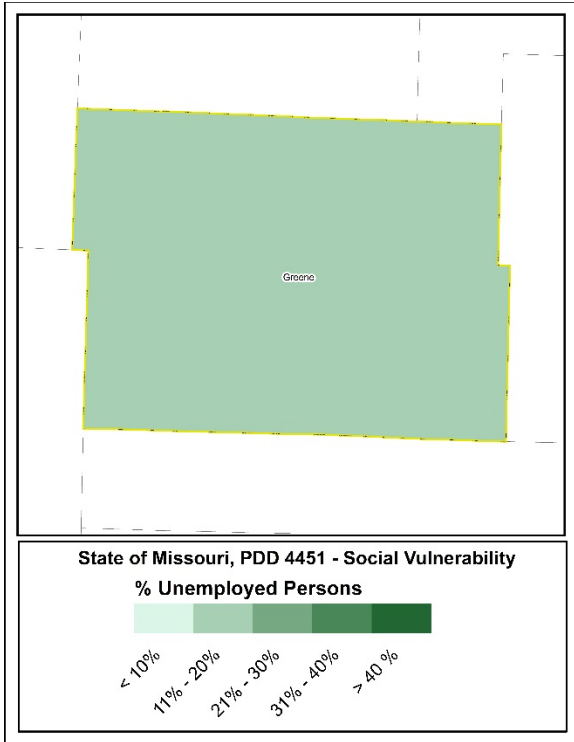 Greene
State of Missouri, PDD 4451 - Social Vulnerability
% Unemployed Persons
< 10%
11% - 20%
21% - 30%
31% - 40%
> 40 %